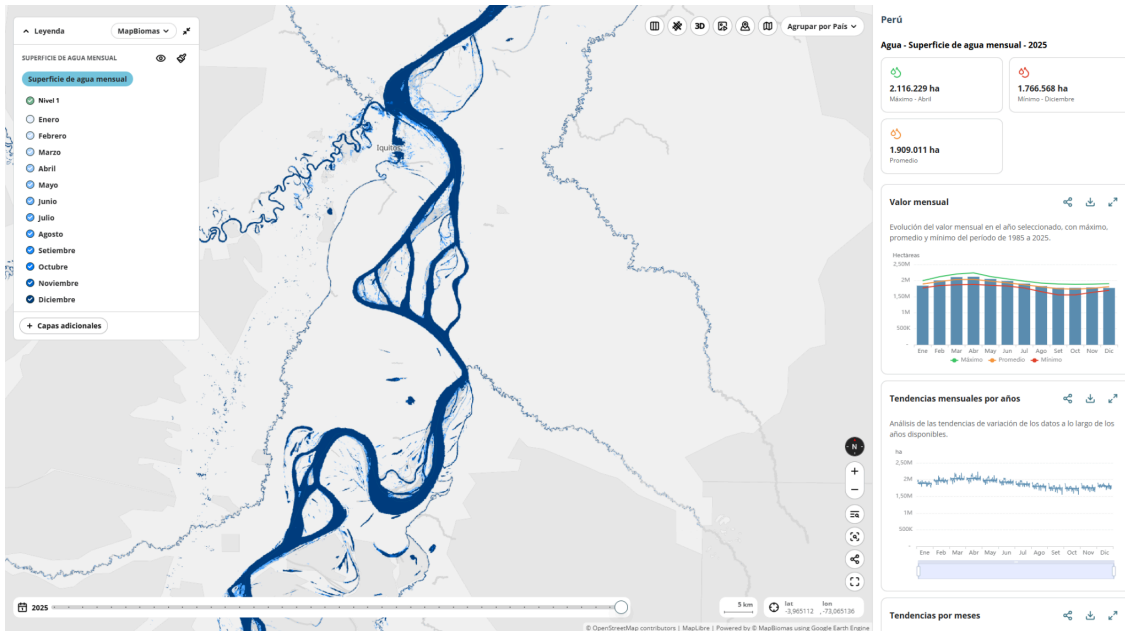 Leyenda
MapBiomas
SUPERFICIE DE AGUA MENSUAL
Superficie de agua mensual
Nivel 1
Enero
Febrero
Marzo
Abril
Mayo
Junio
Julio
Agosto
Setiembre
Octubre
Noviembre
Diciembre
+ Capas adicionales
Iquitos
3D
Agrupar por País
N
+
−
2025
5 km
lat lon
-3,965112 , -73,065136
© OpenStreetMap contributors | MapLibre | Powered by © MapBiomas using Google Earth Engine
Perú
Agua - Superficie de agua mensual - 2025
2.116.229 ha
Máximo - Abril
1.766.568 ha
Mínimo - Diciembre
1.909.011 ha
Promedio
Valor mensual
Evolución del valor mensual en el año seleccionado, con máximo,
promedio y mínimo del período de 1985 a 2025.
Hectáreas
2,50M
2M
1,50M
1M
500K
-
Ene Feb Mar Abr May Jun Jul Ago Set Oct Nov Dic
Máximo Promedio Mínimo
Tendencias mensuales por años
Análisis de las tendencias de variación de los datos a lo largo de los
años disponibles.
ha
2,50M
2M
1,50M
1M
500K
-
Ene Feb Mar Abr May Jun Jul Ago Set Oct Nov Dic
Tendencias por meses